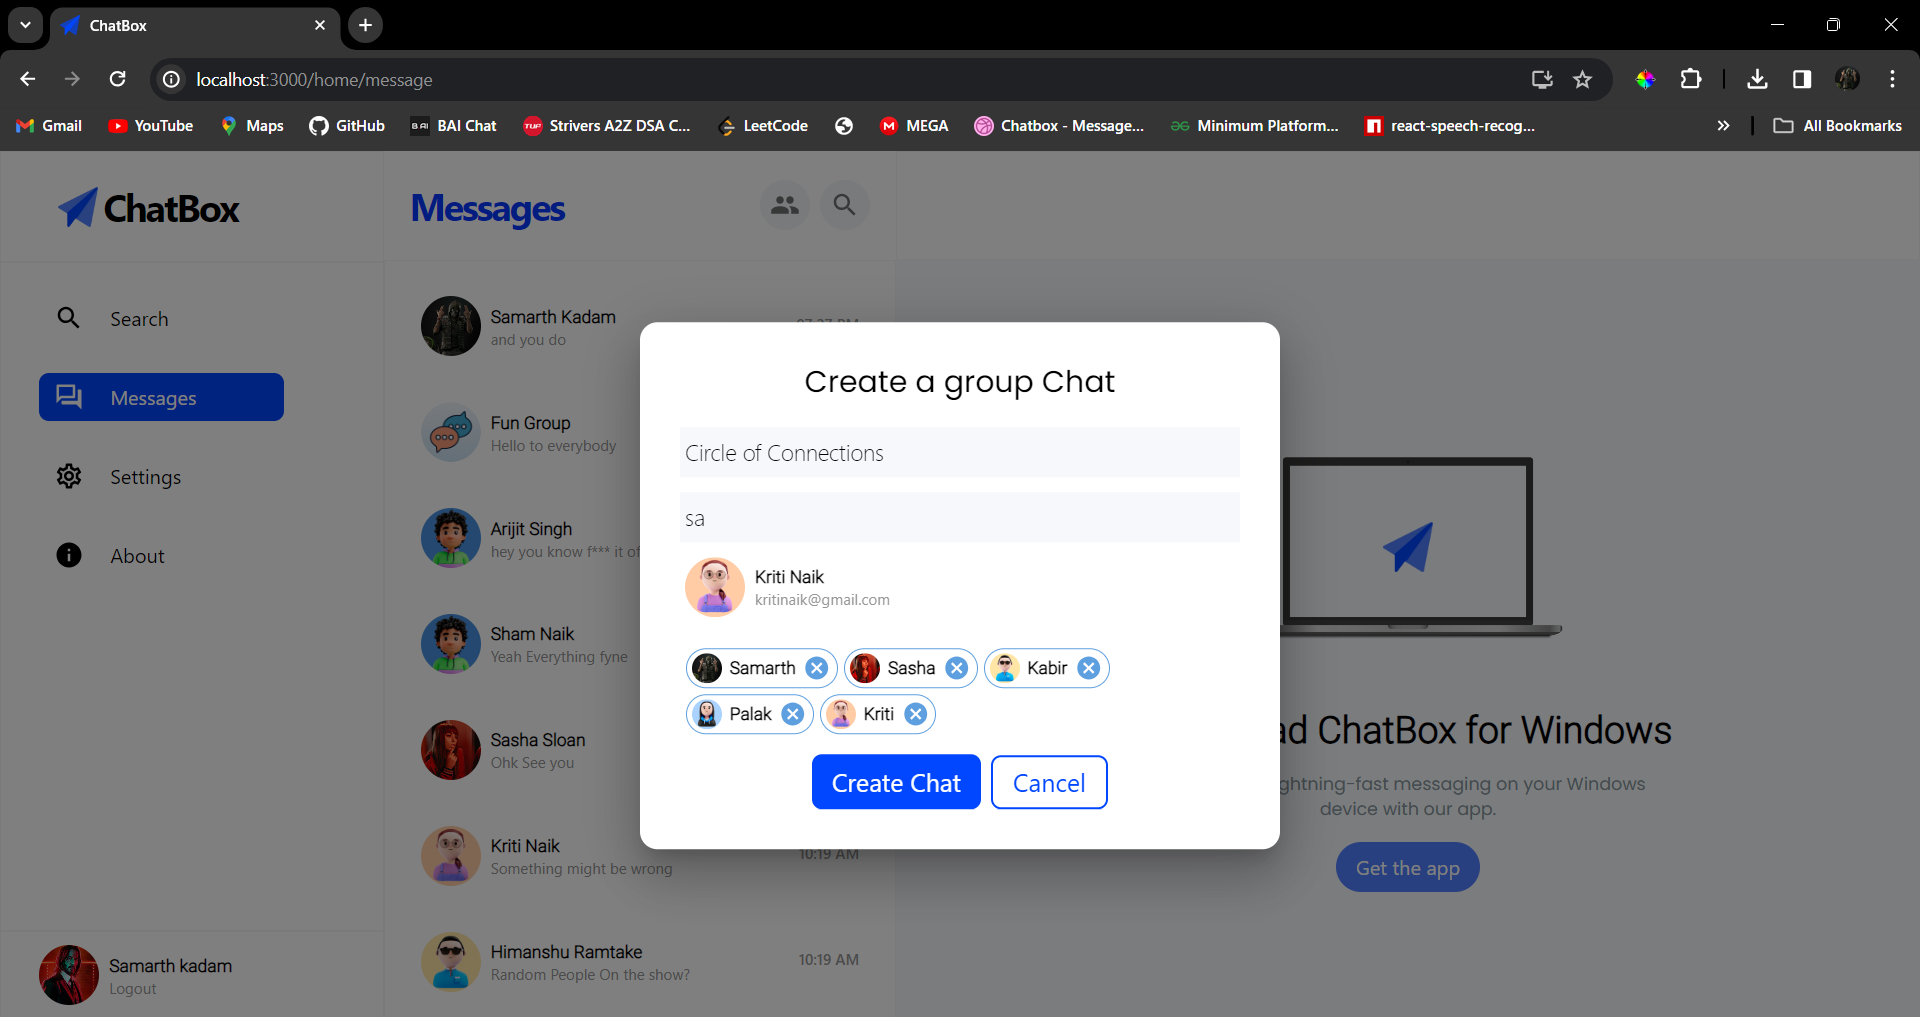 ChatBox
localhost:3000/home/message
Gmail
YouTube
Maps
GitHub
BAI
BAI Chat
TUF
Strivers A2Z DSA C...
LeetCode
M
MEGA
Chatbox - Message...
Minimum Platform...
react-speech-recog...
All Bookmarks
ChatBox
Search
Messages
Settings
About
Samarth kadam
Logout
Messages
Samarth Kadam
and you do
Fun Group
Hello to everybody
Arijit Singh
hey you know f*** it of
Sham Naik
Yeah Everything fyne
Sasha Sloan
Ohk See you
Kriti Naik
Something might be wrong
10:19 AM
Himanshu Ramtake
Random People On the show?
10:19 AM
Create a group Chat
Circle of Connections
sa
Kriti Naik
kritinaik@gmail.com
Samarth
Sasha
Kabir
Palak
Kriti
Create Chat
Cancel
ChatBox for Windows
messaging on your Windows
device with our app.
Get the app